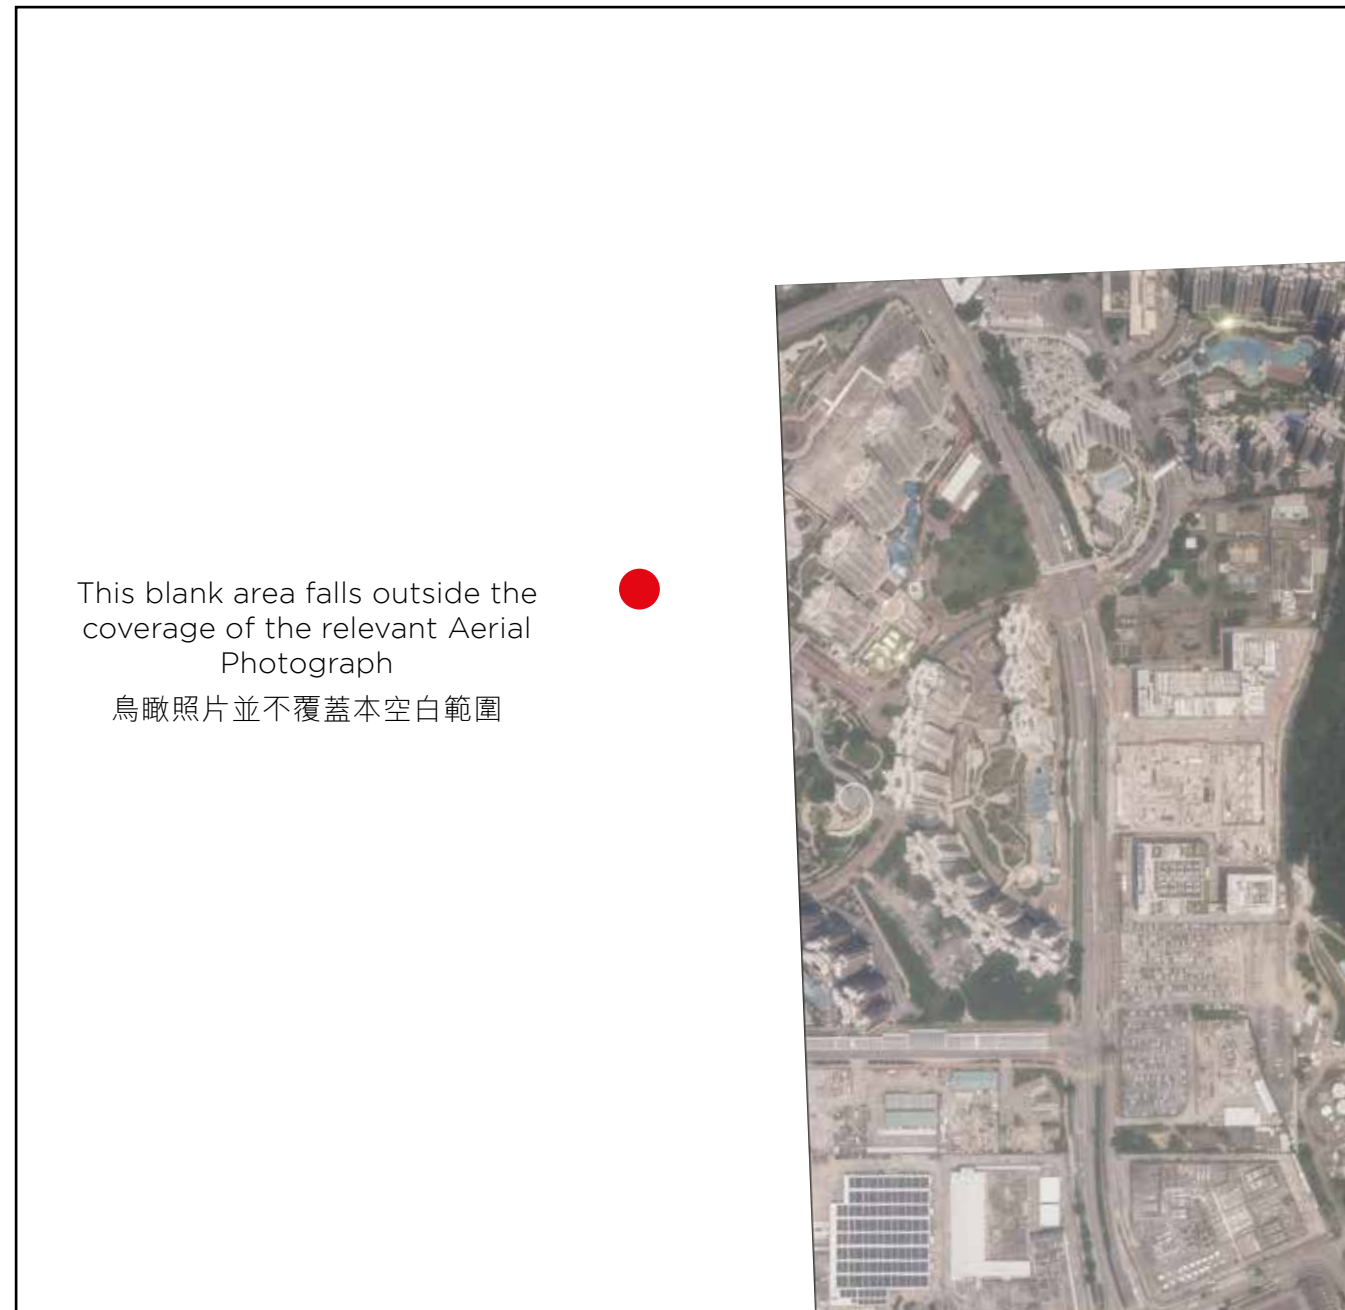 This blank area falls outside the
coverage of the relevant Aerial
Photograph
鳥瞰照片並不覆蓋本空白範圍